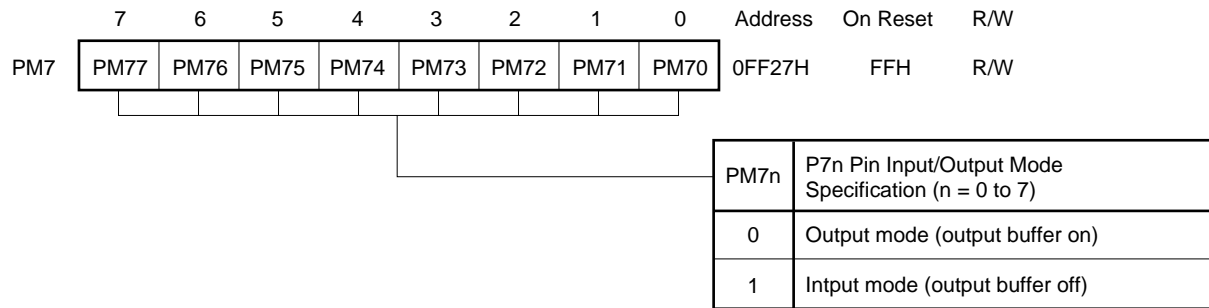 7 6 5 4 3 2 1 0 Address On Reset R/W
PM7 PM77 PM76 PM75 PM74 PM73 PM72 PM71 PM70 0FF27H FFH R/W
PM7n P7n Pin Input/Output Mode
Specification (n = 0 to 7)
0 Output mode (output buffer on)
1 Intput mode (output buffer off)